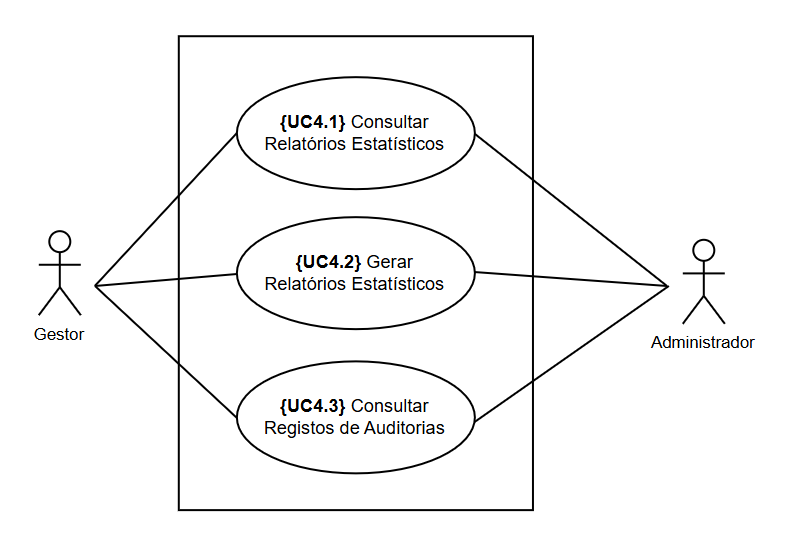 {UC4.1} Consultar
Relatórios Estatísticos
{UC4.2} Gerar
Relatórios Estatísticos
Gestor
Administrador
{UC4.3} Consultar
Registos de Auditorias